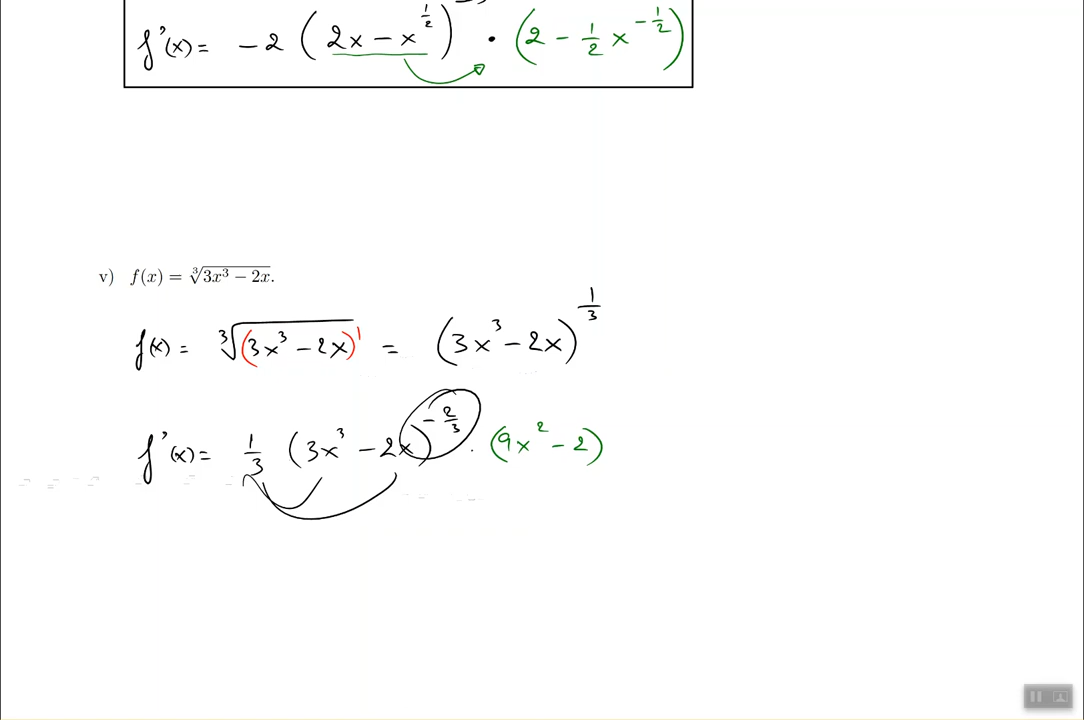 f'(x) = -2 (2x - x^{1/2}) · (2 - 1/2 x^{-1/2})
v) f(x) = ∛(3x³ − 2x).
f(x) = ∛(3x³ - 2x)¹ = (3x³ - 2x)^{1/3}
f'(x) = 1/3 (3x³ - 2x)^{-2/3} · (9x² - 2)